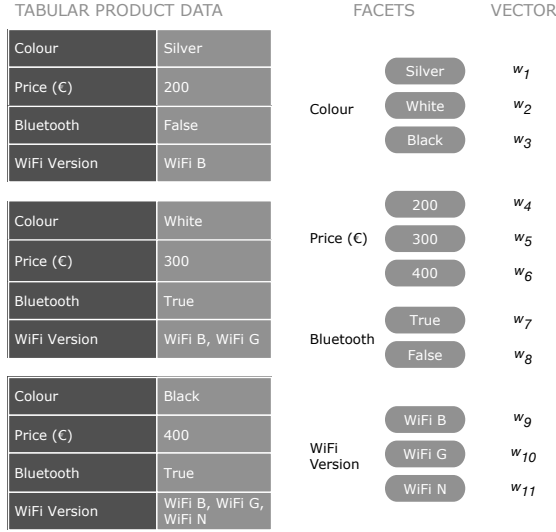 TABULAR PRODUCT DATA
FACETS
VECTOR
Colour Silver
Price (€) 200
Bluetooth False
WiFi Version WiFi B
Colour White
Price (€) 300
Bluetooth True
WiFi Version WiFi B, WiFi G
Colour Black
Price (€) 400
Bluetooth True
WiFi Version WiFi B, WiFi G,
WiFi N
Colour
Silver w1
White w2
Black w3
Price (€)
200 w4
300 w5
400 w6
Bluetooth
True w7
False w8
WiFi
Version
WiFi B w9
WiFi G w10
WiFi N w11